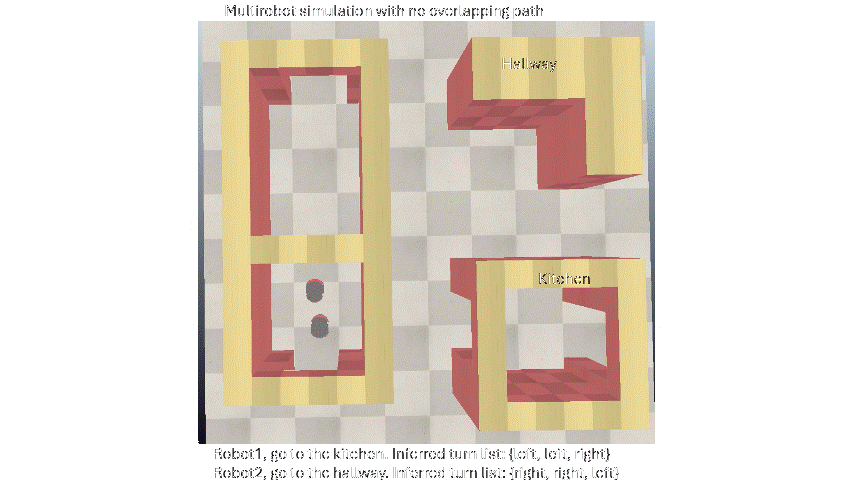 Multirobot simulation with no overlapping path
Hallway
Kitchen
Robot1, go to the kitchen. Inferred turn list: {left, left, right}
Robot2, go to the hallway. Inferred turn list: {right, right, left}